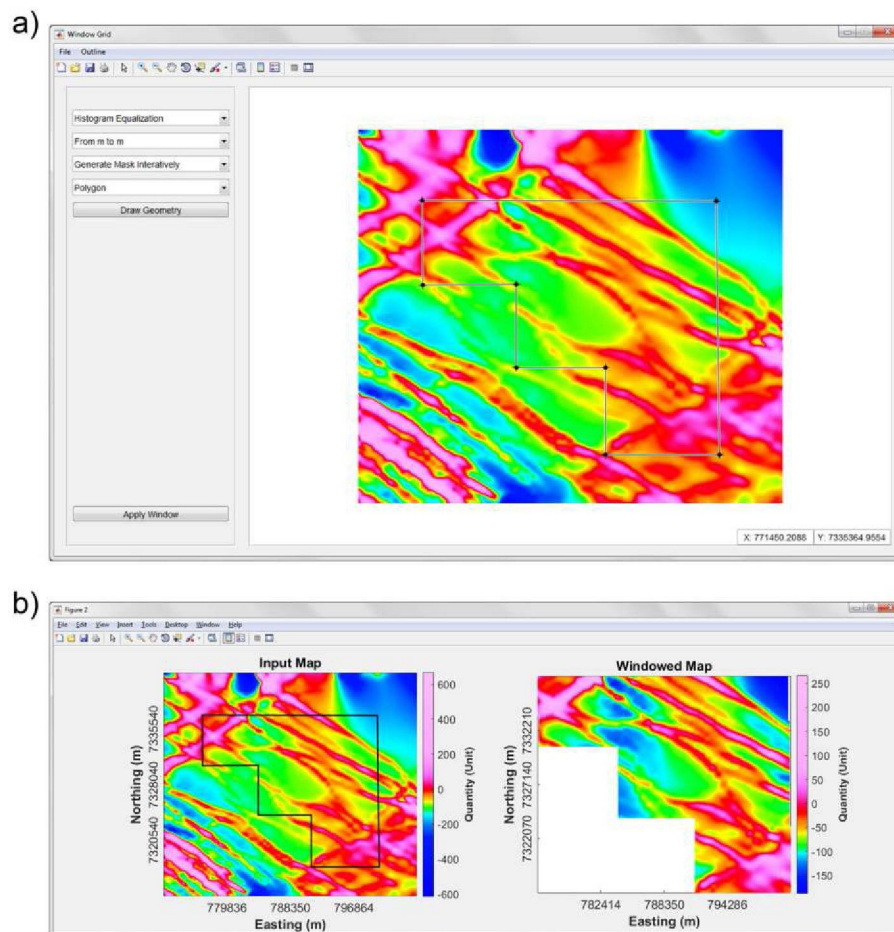 a)
Window Grid
File Outline
Histogram Equalization
From m to m
Generate Mask Interatively
Polygon
Draw Geometry
Apply Window
X: 771460.2088 Y: 7335364.9554
b)
Figure 2
File Edit View Insert Tools Desktop Window Help
Input Map
Northing (m)
7335540
7328040
7320540
779836 788350 796864
Easting (m)
600
400
200
0
-200
-400
-600
Quantity (Unit)
Windowed Map
Northing (m)
7332210
7327140
7322070
782414 788350 794286
Easting (m)
250
200
150
100
50
0
-50
-100
-150
Quantity (Unit)